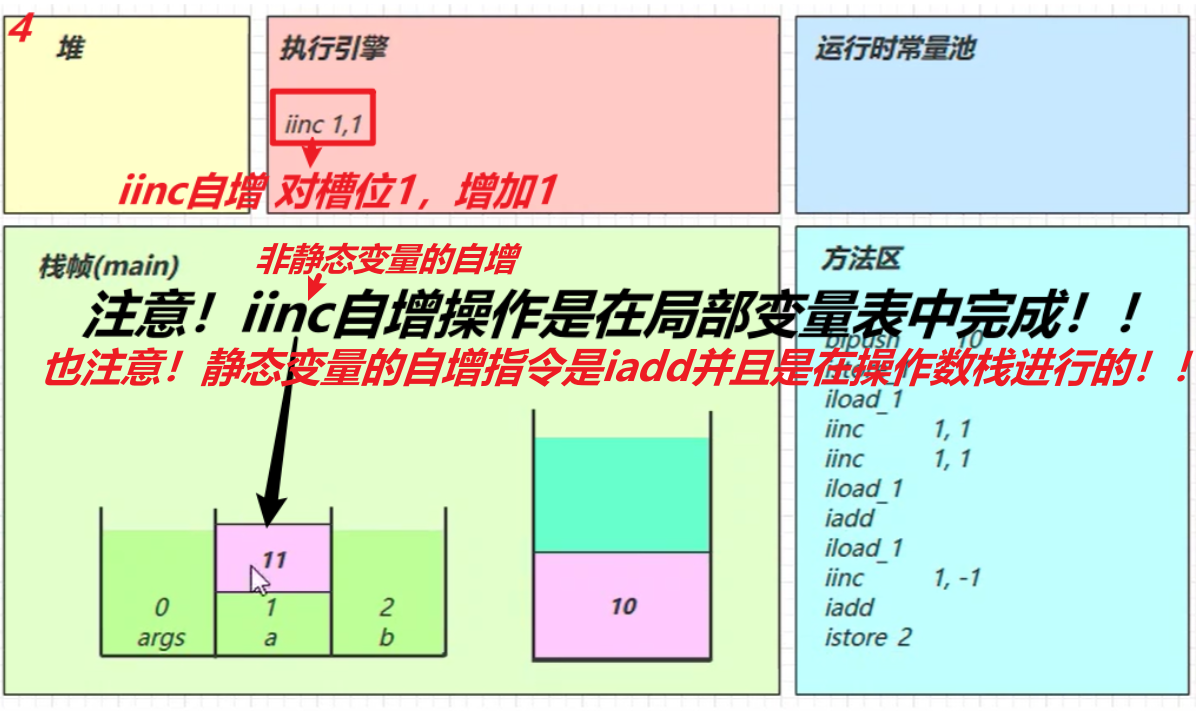 4
堆
执行引擎
运行时常量池
iinc 1,1
iinc自增 对槽位1，增加1
栈帧(main)
非静态变量的自增
方法区
注意！iinc自增操作是在局部变量表中完成！！
bipush 10
也注意！静态变量的自增指令是iadd并且是在操作数栈进行的！！
iload_1
iinc 1, 1
iinc 1, 1
iload_1
iadd
iload_1
iinc 1, -1
iadd
istore 2
11
10
0 1 2
args a b